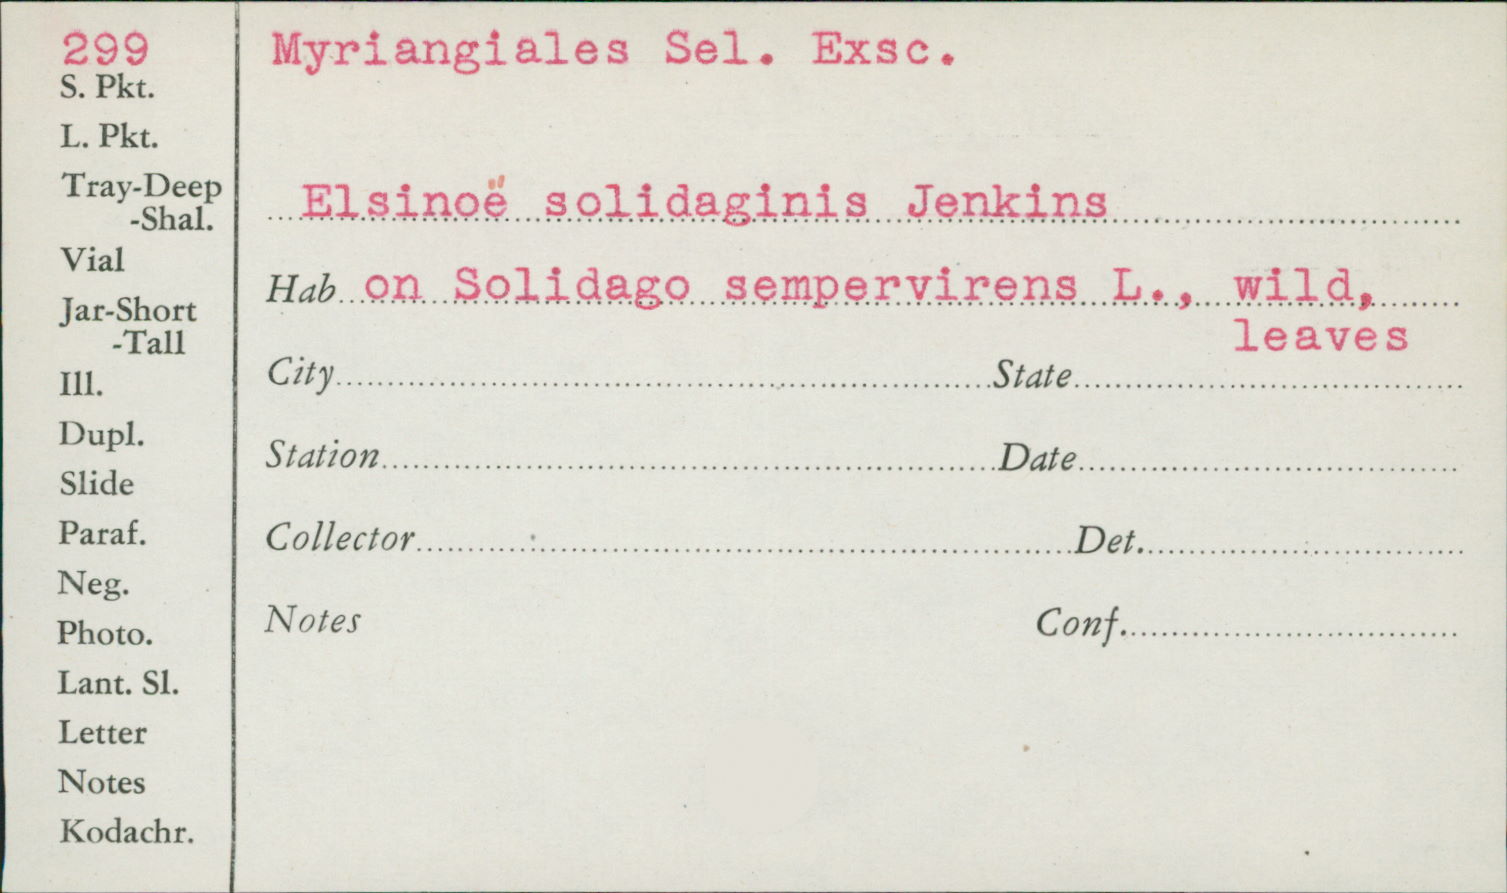 299
S. Pkt.
L. Pkt.
Tray-Deep
-Shal.
Vial
Jar-Short
-Tall
Ill.
Dupl.
Slide
Paraf.
Neg.
Photo.
Lant. Sl.
Letter
Notes
Kodachr.
Myriangiales Sel. Exsc.
Elsinoë solidaginis Jenkins
Hab on Solidago sempervirens L., wild,
leaves
City State
Station Date
Collector Det.
Notes Conf.